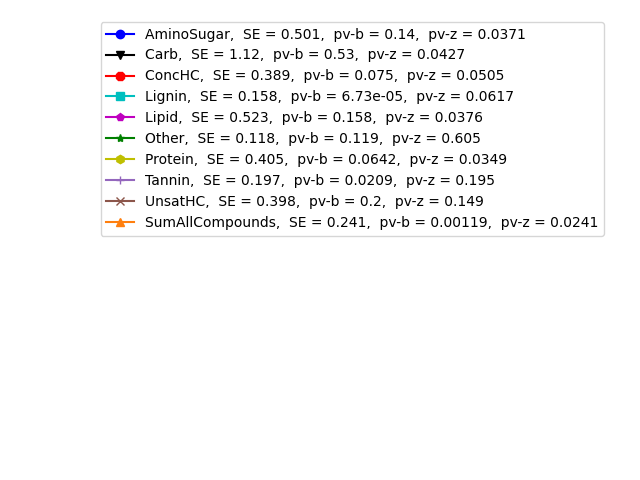 AminoSugar,  SE = 0.501,  pv-b = 0.14,  pv-z = 0.0371
Carb,  SE = 1.12,  pv-b = 0.53,  pv-z = 0.0427
ConcHC,  SE = 0.389,  pv-b = 0.075,  pv-z = 0.0505
Lignin,  SE = 0.158,  pv-b = 6.73e-05,  pv-z = 0.0617
Lipid,  SE = 0.523,  pv-b = 0.158,  pv-z = 0.0376
Other,  SE = 0.118,  pv-b = 0.119,  pv-z = 0.605
Protein,  SE = 0.405,  pv-b = 0.0642,  pv-z = 0.0349
Tannin,  SE = 0.197,  pv-b = 0.0209,  pv-z = 0.195
UnsatHC,  SE = 0.398,  pv-b = 0.2,  pv-z = 0.149
SumAllCompounds,  SE = 0.241,  pv-b = 0.00119,  pv-z = 0.0241